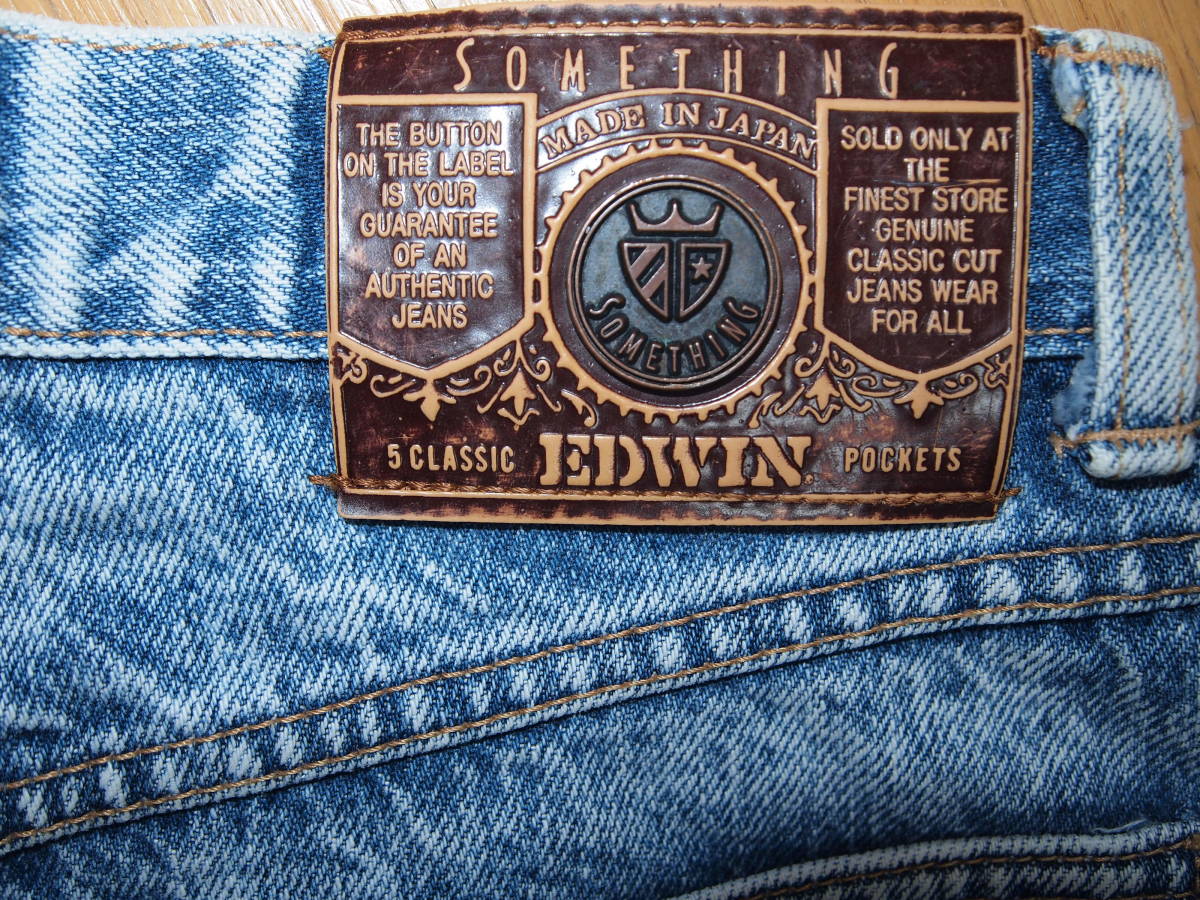 SOMETHING
MADE IN JAPAN
THE BUTTON
ON THE LABEL
IS YOUR
GUARANTEE
OF AN
AUTHENTIC
JEANS
SOMETHING
SOLD ONLY AT
THE
FINEST STORE
GENUINE
CLASSIC CUT
JEANS WEAR
FOR ALL
5 CLASSIC EDWIN. POCKETS